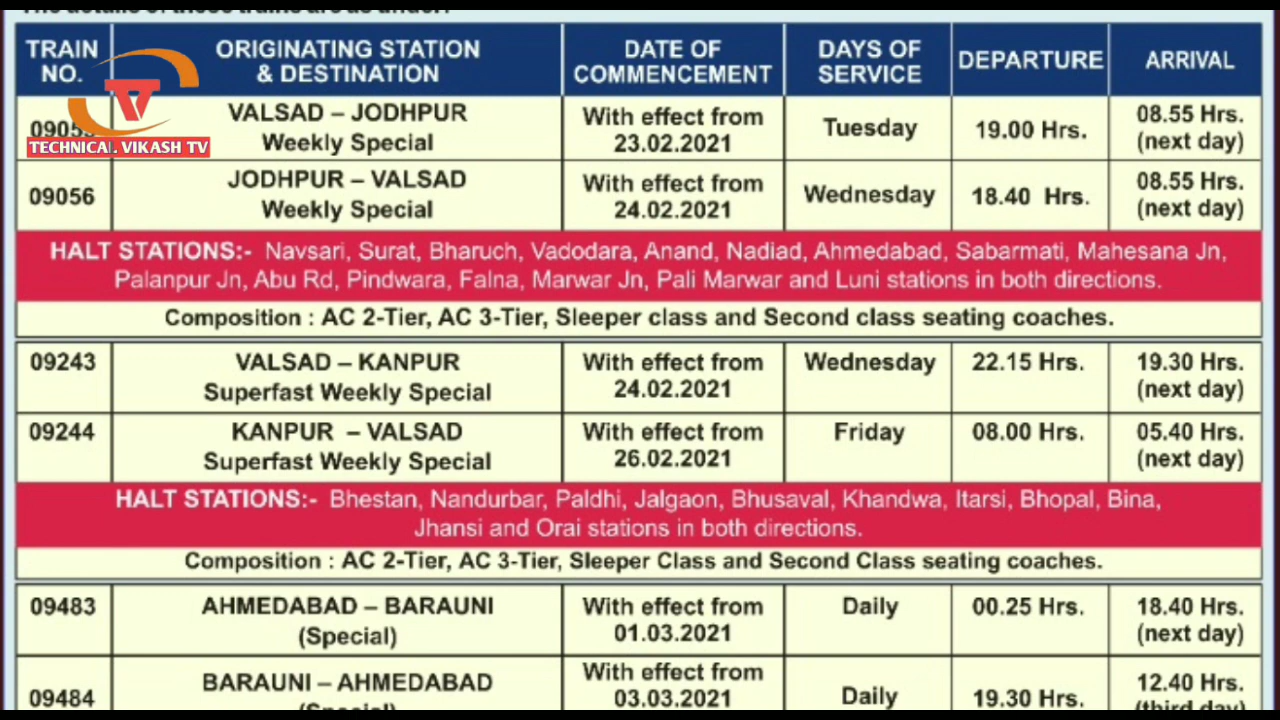 TRAIN NO.
ORIGINATING STATION & DESTINATION
DATE OF COMMENCEMENT
DAYS OF SERVICE
DEPARTURE
ARRIVAL
TECHNICAL VIKASH TV
VALSAD – JODHPUR
Weekly Special
With effect from
23.02.2021
Tuesday
19.00 Hrs.
08.55 Hrs.
(next day)
09056
JODHPUR – VALSAD
Weekly Special
With effect from
24.02.2021
Wednesday
18.40 Hrs.
08.55 Hrs.
(next day)
HALT STATIONS:- Navsari, Surat, Bharuch, Vadodara, Anand, Nadiad, Ahmedabad, Sabarmati, Mahesana Jn,
Palanpur Jn, Abu Rd, Pindwara, Falna, Marwar Jn, Pali Marwar and Luni stations in both directions.
Composition : AC 2-Tier, AC 3-Tier, Sleeper class and Second class seating coaches.
09243
VALSAD – KANPUR
Superfast Weekly Special
With effect from
24.02.2021
Wednesday
22.15 Hrs.
19.30 Hrs.
(next day)
09244
KANPUR – VALSAD
Superfast Weekly Special
With effect from
26.02.2021
Friday
08.00 Hrs.
05.40 Hrs.
(next day)
HALT STATIONS:- Bhestan, Nandurbar, Paldhi, Jalgaon, Bhusaval, Khandwa, Itarsi, Bhopal, Bina,
Jhansi and Orai stations in both directions.
Composition : AC 2-Tier, AC 3-Tier, Sleeper Class and Second Class seating coaches.
09483
AHMEDABAD – BARAUNI
(Special)
With effect from
01.03.2021
Daily
00.25 Hrs.
18.40 Hrs.
(next day)
09484
BARAUNI – AHMEDABAD
With effect from
03.03.2021
Daily
19.30 Hrs.
12.40 Hrs.